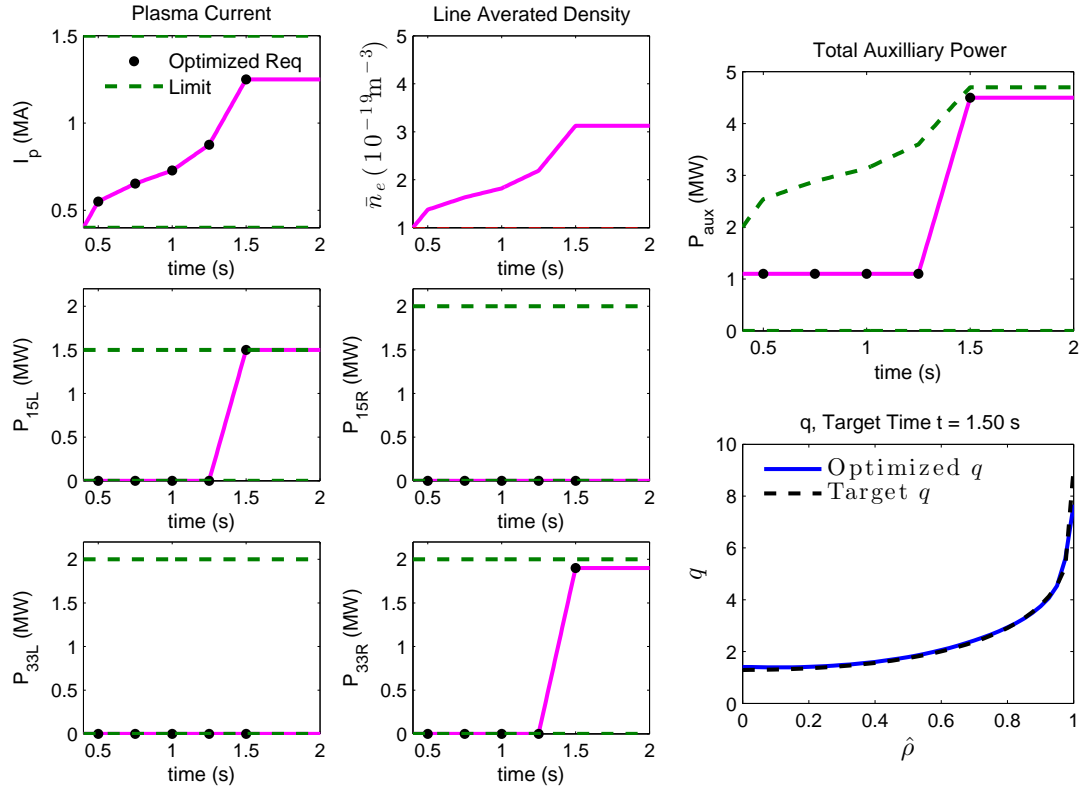 Plasma Current
1.5
1
0.5
I_p (MA)
Optimized Req
Limit
0.5 1 1.5 2
time (s)
Line Averated Density
5
4
3
2
1
n̄_e (10^{-19}m^{-3})
0.5 1 1.5 2
time (s)
Total Auxilliary Power
5
4
3
2
1
0
P_aux (MW)
0.5 1 1.5 2
time (s)
2
1.5
1
0.5
0
P_15L (MW)
0.5 1 1.5 2
time (s)
2
1.5
1
0.5
0
P_15R (MW)
0.5 1 1.5 2
time (s)
2
1.5
1
0.5
0
P_33L (MW)
0.5 1 1.5 2
time (s)
2
1.5
1
0.5
0
P_33R (MW)
0.5 1 1.5 2
time (s)
q, Target Time t = 1.50 s
10
8
6
4
2
0
q
Optimized q
Target q
0 0.2 0.4 0.6 0.8 1
ρ̂